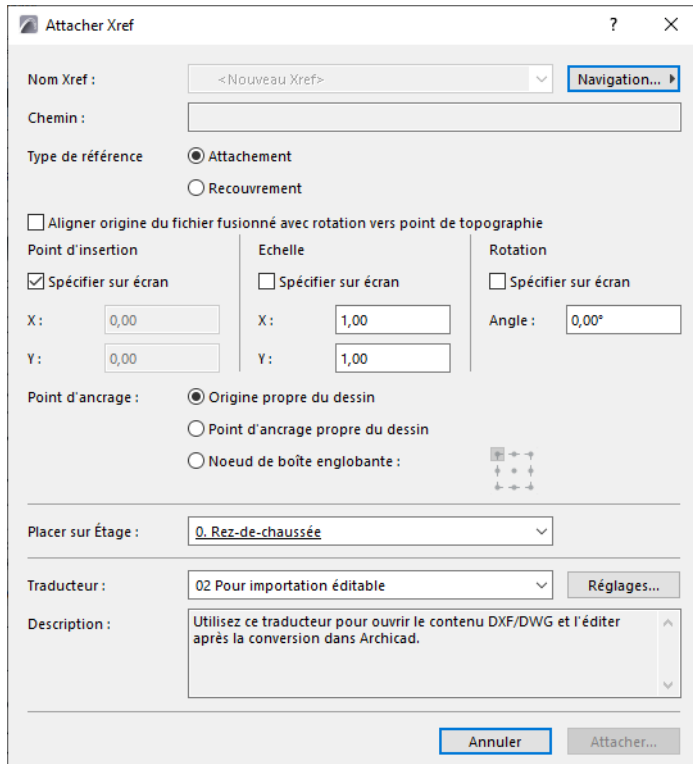 Attacher Xref
Nom Xref :
<Nouveau Xref>
Navigation...
Chemin :
Type de référence
Attachement
Recouvrement
Aligner origine du fichier fusionné avec rotation vers point de topographie
Point d'insertion
Echelle
Rotation
Spécifier sur écran
Spécifier sur écran
Spécifier sur écran
X :
0,00
X :
1,00
Angle :
0,00°
Y :
0,00
Y :
1,00
Point d'ancrage :
Origine propre du dessin
Point d'ancrage propre du dessin
Noeud de boîte englobante :
Placer sur Étage :
0. Rez-de-chaussée
Traducteur :
02 Pour importation éditable
Réglages...
Description :
Utilisez ce traducteur pour ouvrir le contenu DXF/DWG et l'éditer
après la conversion dans Archicad.
Annuler
Attacher...